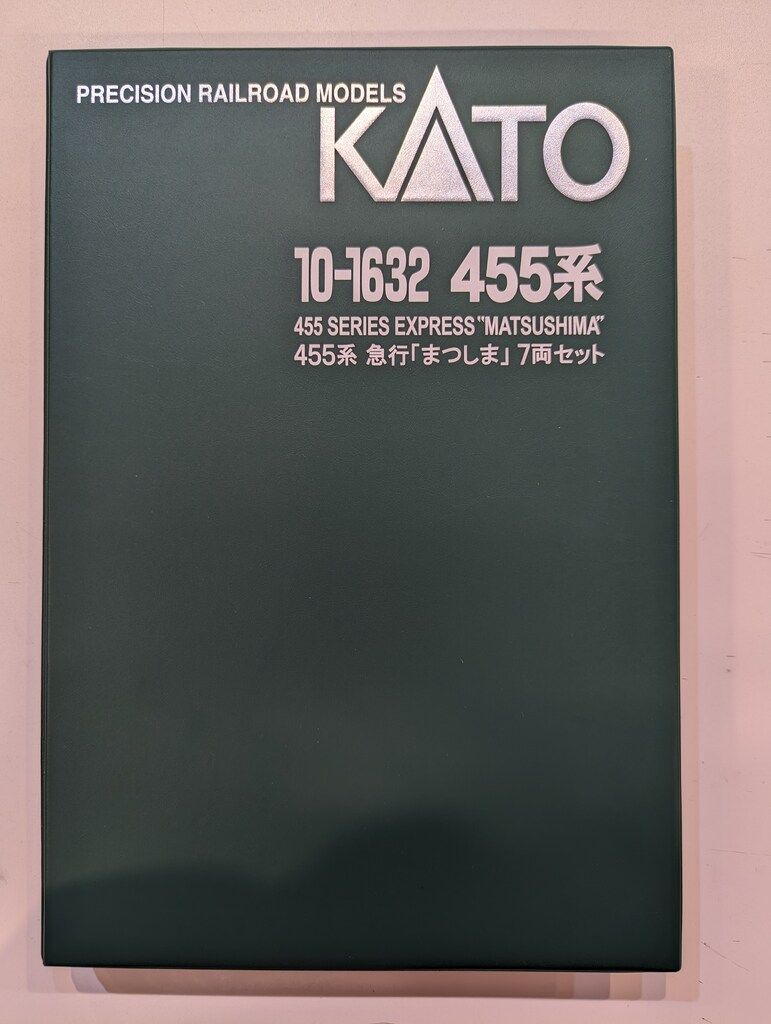 PRECISION RAILROAD MODELS
KATO
10-1632 455系
455 SERIES EXPRESS "MATSUSHIMA"
455系 急行「まつしま」 7両セット